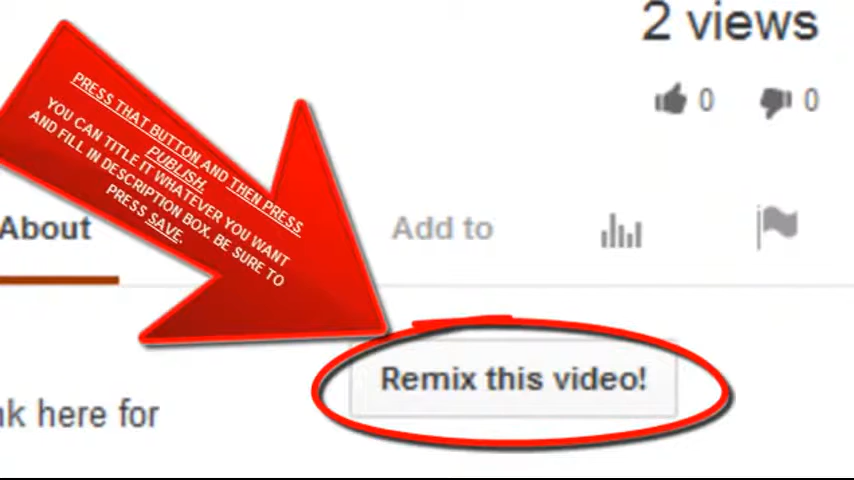 2 views
0 0
PRESS THAT BUTTON AND THEN PRESS
PUBLISH.
YOU CAN TITLE IT WHATEVER YOU WANT
AND FILL IN DESCRIPTION BOX. BE SURE TO
PRESS SAVE.
About Add to
Remix this video!
here for